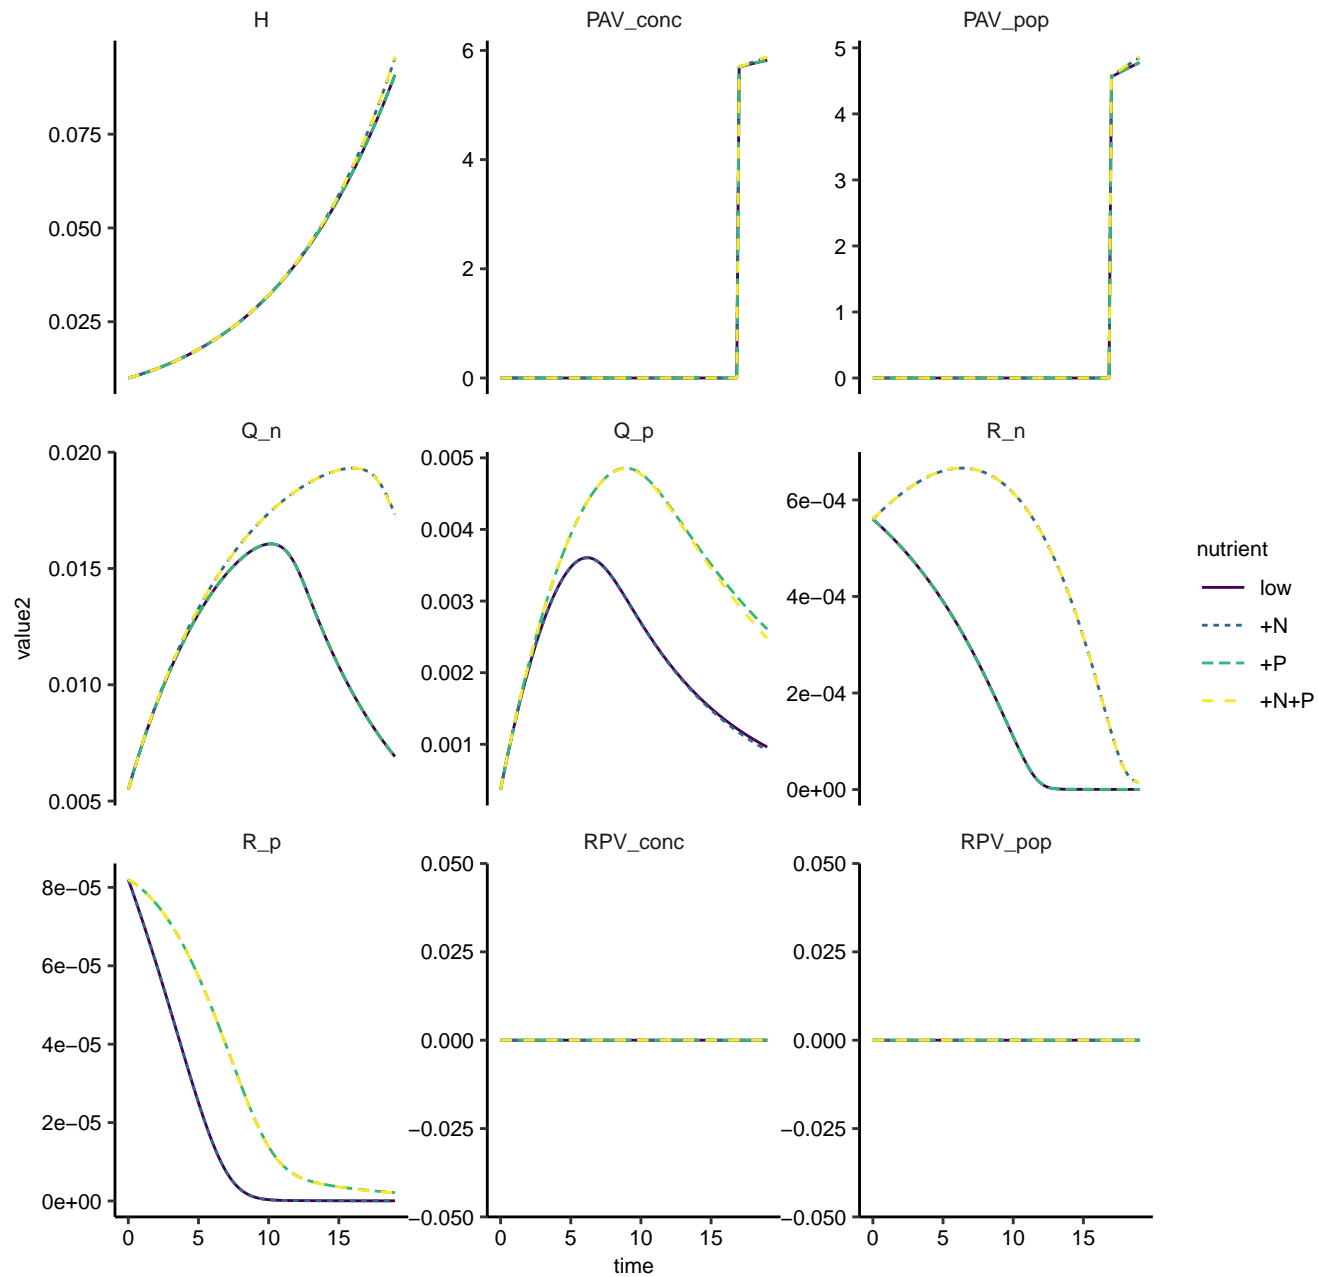 H
PAV_conc
PAV_pop
0.075
0.050
0.025
6
4
2
0
5
4
3
2
1
0
Q_n
Q_p
R_n
0.020
0.015
0.010
0.005
0.005
0.004
0.003
0.002
0.001
6e−04
4e−04
2e−04
0e+00
value2
nutrient
low
+N
+P
+N+P
R_p
RPV_conc
RPV_pop
8e−05
6e−05
4e−05
2e−05
0e+00
0.050
0.025
0.000
−0.025
−0.050
0.050
0.025
0.000
−0.025
−0.050
0 5 10 15
0 5 10 15
0 5 10 15
time